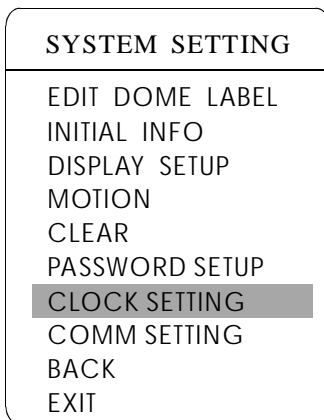 SYSTEM SETTING
EDIT DOME LABEL
INITIAL INFO
DISPLAY SETUP
MOTION
CLEAR
PASSWORD SETUP
CLOCK SETTING
COMM SETTING
BACK
EXIT